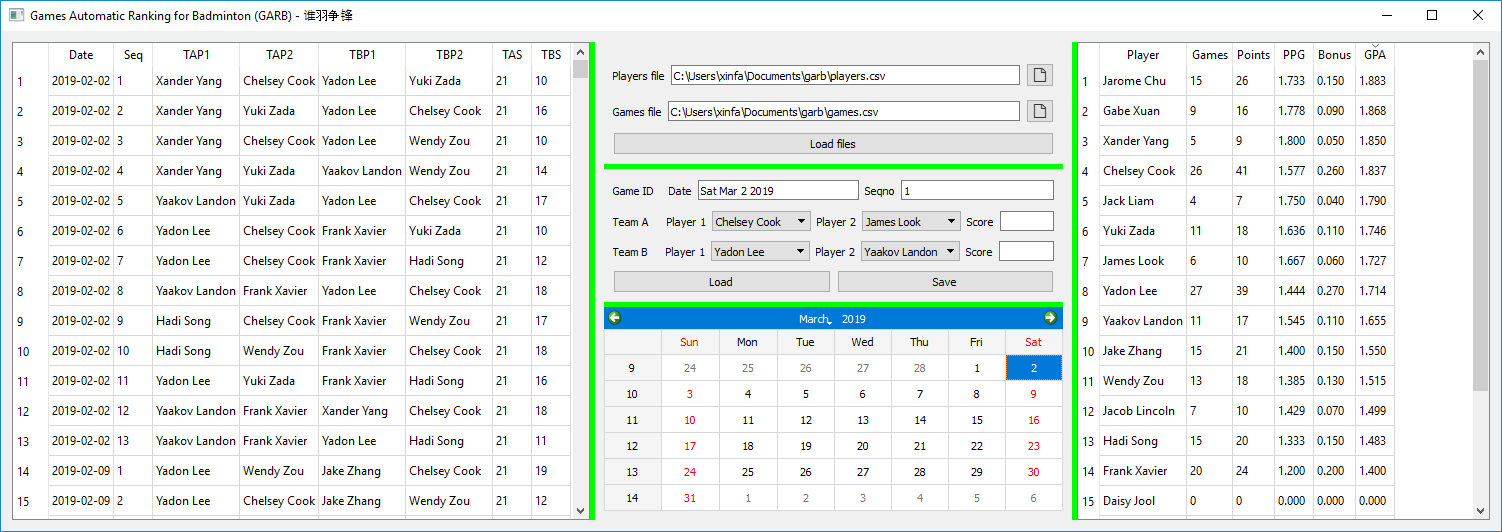 Games Automatic Ranking for Badminton (GARB) - 谁羽争锋
Date Seq TAP1 TAP2 TBP1 TBP2 TAS TBS
1 2019-02-02 1 Xander Yang Chelsey Cook Yadon Lee Yuki Zada 21 10
2 2019-02-02 2 Xander Yang Yuki Zada Yadon Lee Chelsey Cook 21 16
3 2019-02-02 3 Xander Yang Chelsey Cook Yadon Lee Wendy Zou 21 10
4 2019-02-02 4 Xander Yang Yuki Zada Yaakov Landon Wendy Zou 21 14
5 2019-02-02 5 Yaakov Landon Yuki Zada Yadon Lee Chelsey Cook 21 17
6 2019-02-02 6 Yadon Lee Chelsey Cook Frank Xavier Yuki Zada 21 10
7 2019-02-02 7 Yadon Lee Chelsey Cook Frank Xavier Hadi Song 21 12
8 2019-02-02 8 Yaakov Landon Frank Xavier Yadon Lee Chelsey Cook 21 18
9 2019-02-02 9 Hadi Song Chelsey Cook Frank Xavier Wendy Zou 21 17
10 2019-02-02 10 Hadi Song Wendy Zou Frank Xavier Chelsey Cook 21 18
11 2019-02-02 11 Yadon Lee Yuki Zada Frank Xavier Hadi Song 21 16
12 2019-02-02 12 Yaakov Landon Frank Xavier Xander Yang Chelsey Cook 21 18
13 2019-02-02 13 Yaakov Landon Frank Xavier Yadon Lee Hadi Song 21 11
14 2019-02-09 1 Yadon Lee Wendy Zou Jake Zhang Chelsey Cook 21 19
15 2019-02-09 2 Yadon Lee Chelsey Cook Jake Zhang Wendy Zou 21 12
Players file C:\Users\xinfa\Documents\garb\players.csv
Games file C:\Users\xinfa\Documents\garb\games.csv
Load files
Game ID Date Sat Mar 2 2019 Seqno 1
Team A Player 1 Chelsey Cook Player 2 James Look Score
Team B Player 1 Yadon Lee Player 2 Yaakov Landon Score
Load Save
March, 2019
Sun Mon Tue Wed Thu Fri Sat
9 24 25 26 27 28 1 2
10 3 4 5 6 7 8 9
11 10 11 12 13 14 15 16
12 17 18 19 20 21 22 23
13 24 25 26 27 28 29 30
14 31 1 2 3 4 5 6
Player Games Points PPG Bonus GPA
1 Jarome Chu 15 26 1.733 0.150 1.883
2 Gabe Xuan 9 16 1.778 0.090 1.868
3 Xander Yang 5 9 1.800 0.050 1.850
4 Chelsey Cook 26 41 1.577 0.260 1.837
5 Jack Liam 4 7 1.750 0.040 1.790
6 Yuki Zada 11 18 1.636 0.110 1.746
7 James Look 6 10 1.667 0.060 1.727
8 Yadon Lee 27 39 1.444 0.270 1.714
9 Yaakov Landon 11 17 1.545 0.110 1.655
10 Jake Zhang 15 21 1.400 0.150 1.550
11 Wendy Zou 13 18 1.385 0.130 1.515
12 Jacob Lincoln 7 10 1.429 0.070 1.499
13 Hadi Song 15 20 1.333 0.150 1.483
14 Frank Xavier 20 24 1.200 0.200 1.400
15 Daisy Jool 0 0 0.000 0.000 0.000